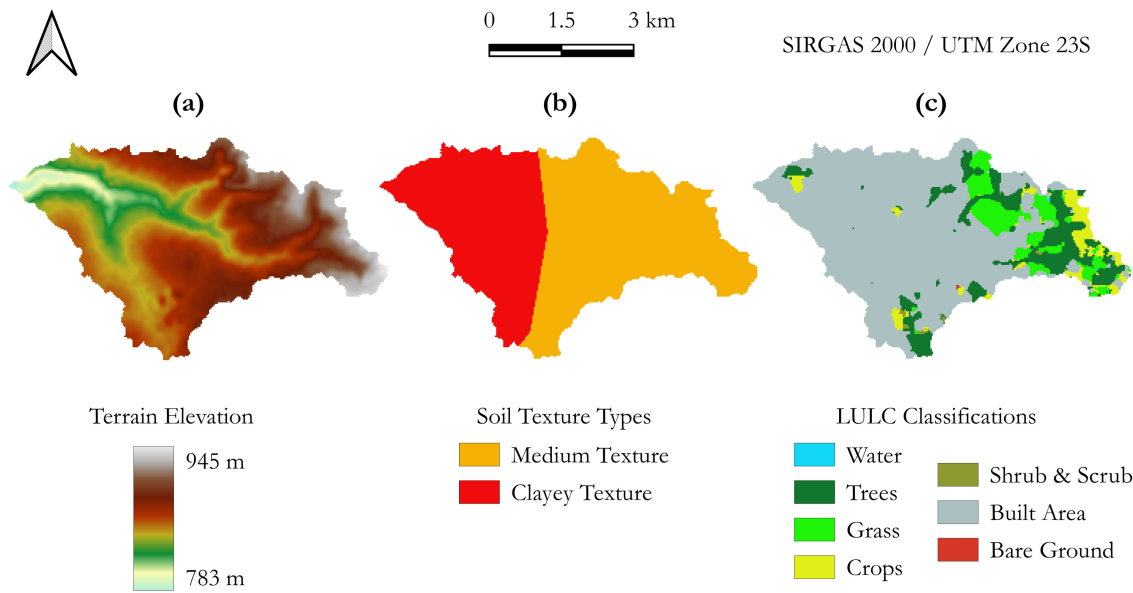 0 1.5 3 km
SIRGAS 2000 / UTM Zone 23S
(a) (b) (c)
Terrain Elevation
945 m
783 m
Soil Texture Types
Medium Texture
Clayey Texture
LULC Classifications
Water
Trees
Grass
Crops
Shrub & Scrub
Built Area
Bare Ground